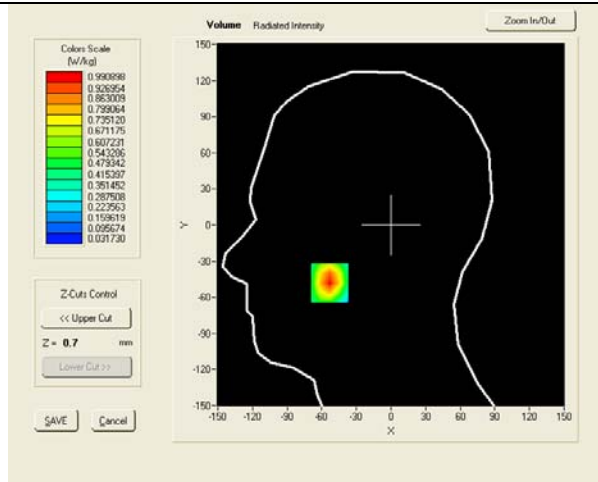 Volume Radiated Intensity
Zoom In/Out
Colors Scale
(W/kg)
0.990898
0.926954
0.863009
0.799064
0.735120
0.671175
0.607231
0.543286
0.479342
0.415397
0.351452
0.287508
0.223563
0.159619
0.095674
0.031730
Z-Cuts Control
<< Upper Cut
Z = 0.7 mm
Lower Cut >>
SAVE Cancel
Y
150
120
90
60
30
0
-30
-60
-90
-120
-150
-150 -120 -90 -60 -30 0 30 60 90 120 150
X